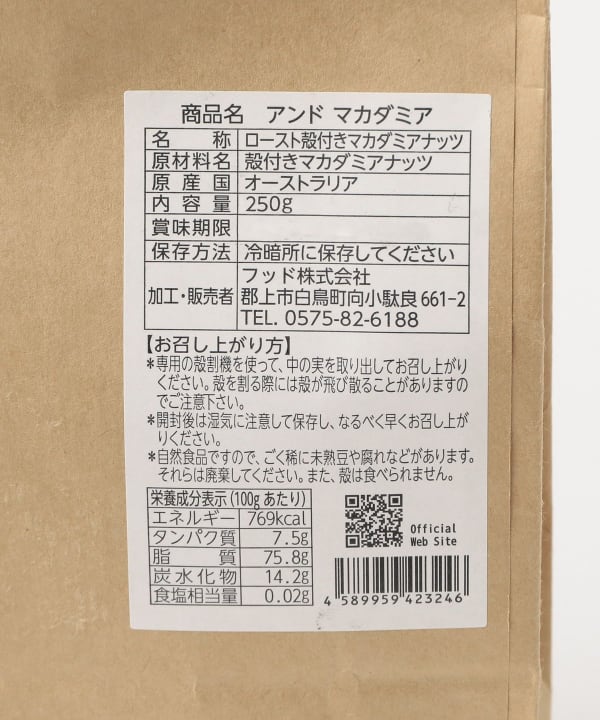 商品名 アンド マカダミア
名称 ロースト殻付きマカダミアナッツ
原材料名 殻付きマカダミアナッツ
原産国 オーストラリア
内容量 250g
賞味期限
保存方法 冷暗所に保存してください
加工・販売者 フッド株式会社
郡上市白鳥町向小駄良661-2
TEL. 0575-82-6188
【お召し上がり方】
*専用の殻割機を使って、中の実を取り出してお召し上がり
ください。殻を割る際には殻が飛び散ることがありますの
でご注意下さい。
*開封後は湿気に注意して保存し、なるべく早くお召し上が
りください。
*自然食品ですので、ごく稀に未熟豆や腐れなどがあります。
それらは廃棄してください。また、殻は食べられません。
栄養成分表示(100gあたり)
エネルギー 769kcal
タンパク質 7.5g
脂質 75.8g
炭水化物 14.2g
食塩相当量 0.02g
Official
Web Site
4 589959 423246